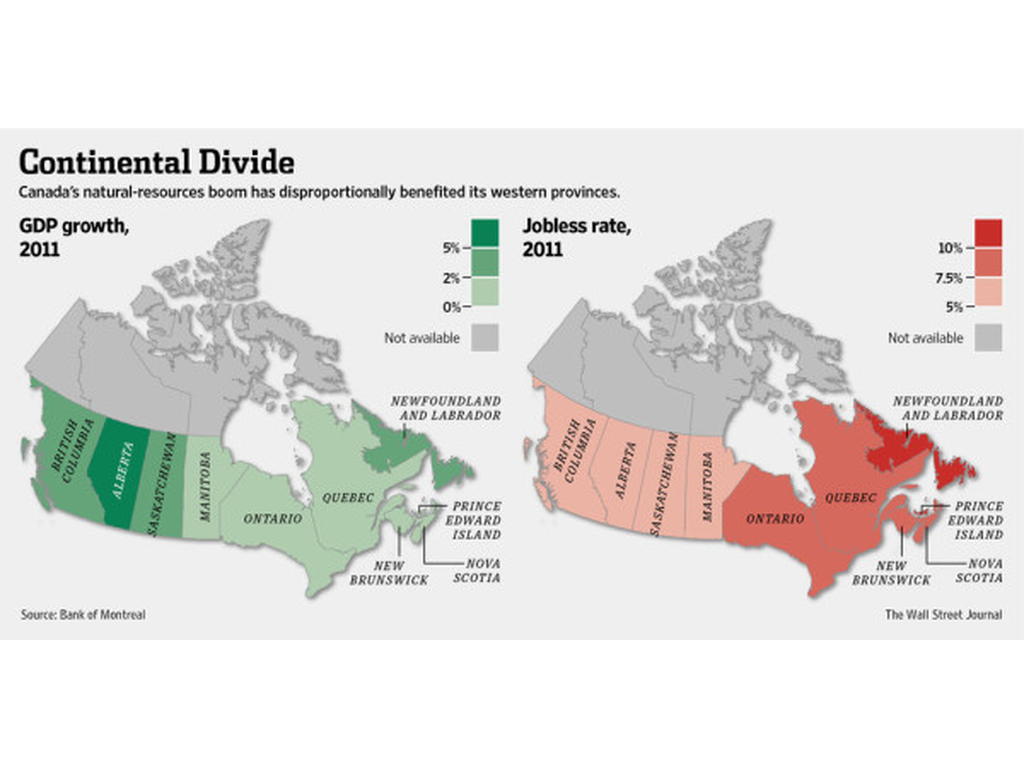 Continental Divide
Canada's natural-resources boom has disproportionally benefited its western provinces.
GDP growth,
2011
5%
2%
0%
Not available
NEWFOUNDLAND
AND LABRADOR
BRITISH
COLUMBIA
ALBERTA
SASKATCHEWAN
MANITOBA
ONTARIO
QUEBEC
PRINCE
EDWARD
ISLAND
NEW
BRUNSWICK
NOVA
SCOTIA
Jobless rate,
2011
10%
7.5%
5%
Not available
NEWFOUNDLAND
AND LABRADOR
BRITISH
COLUMBIA
ALBERTA
SASKATCHEWAN
MANITOBA
ONTARIO
QUEBEC
PRINCE
EDWARD
ISLAND
NEW
BRUNSWICK
NOVA
SCOTIA
Source: Bank of Montreal
The Wall Street Journal